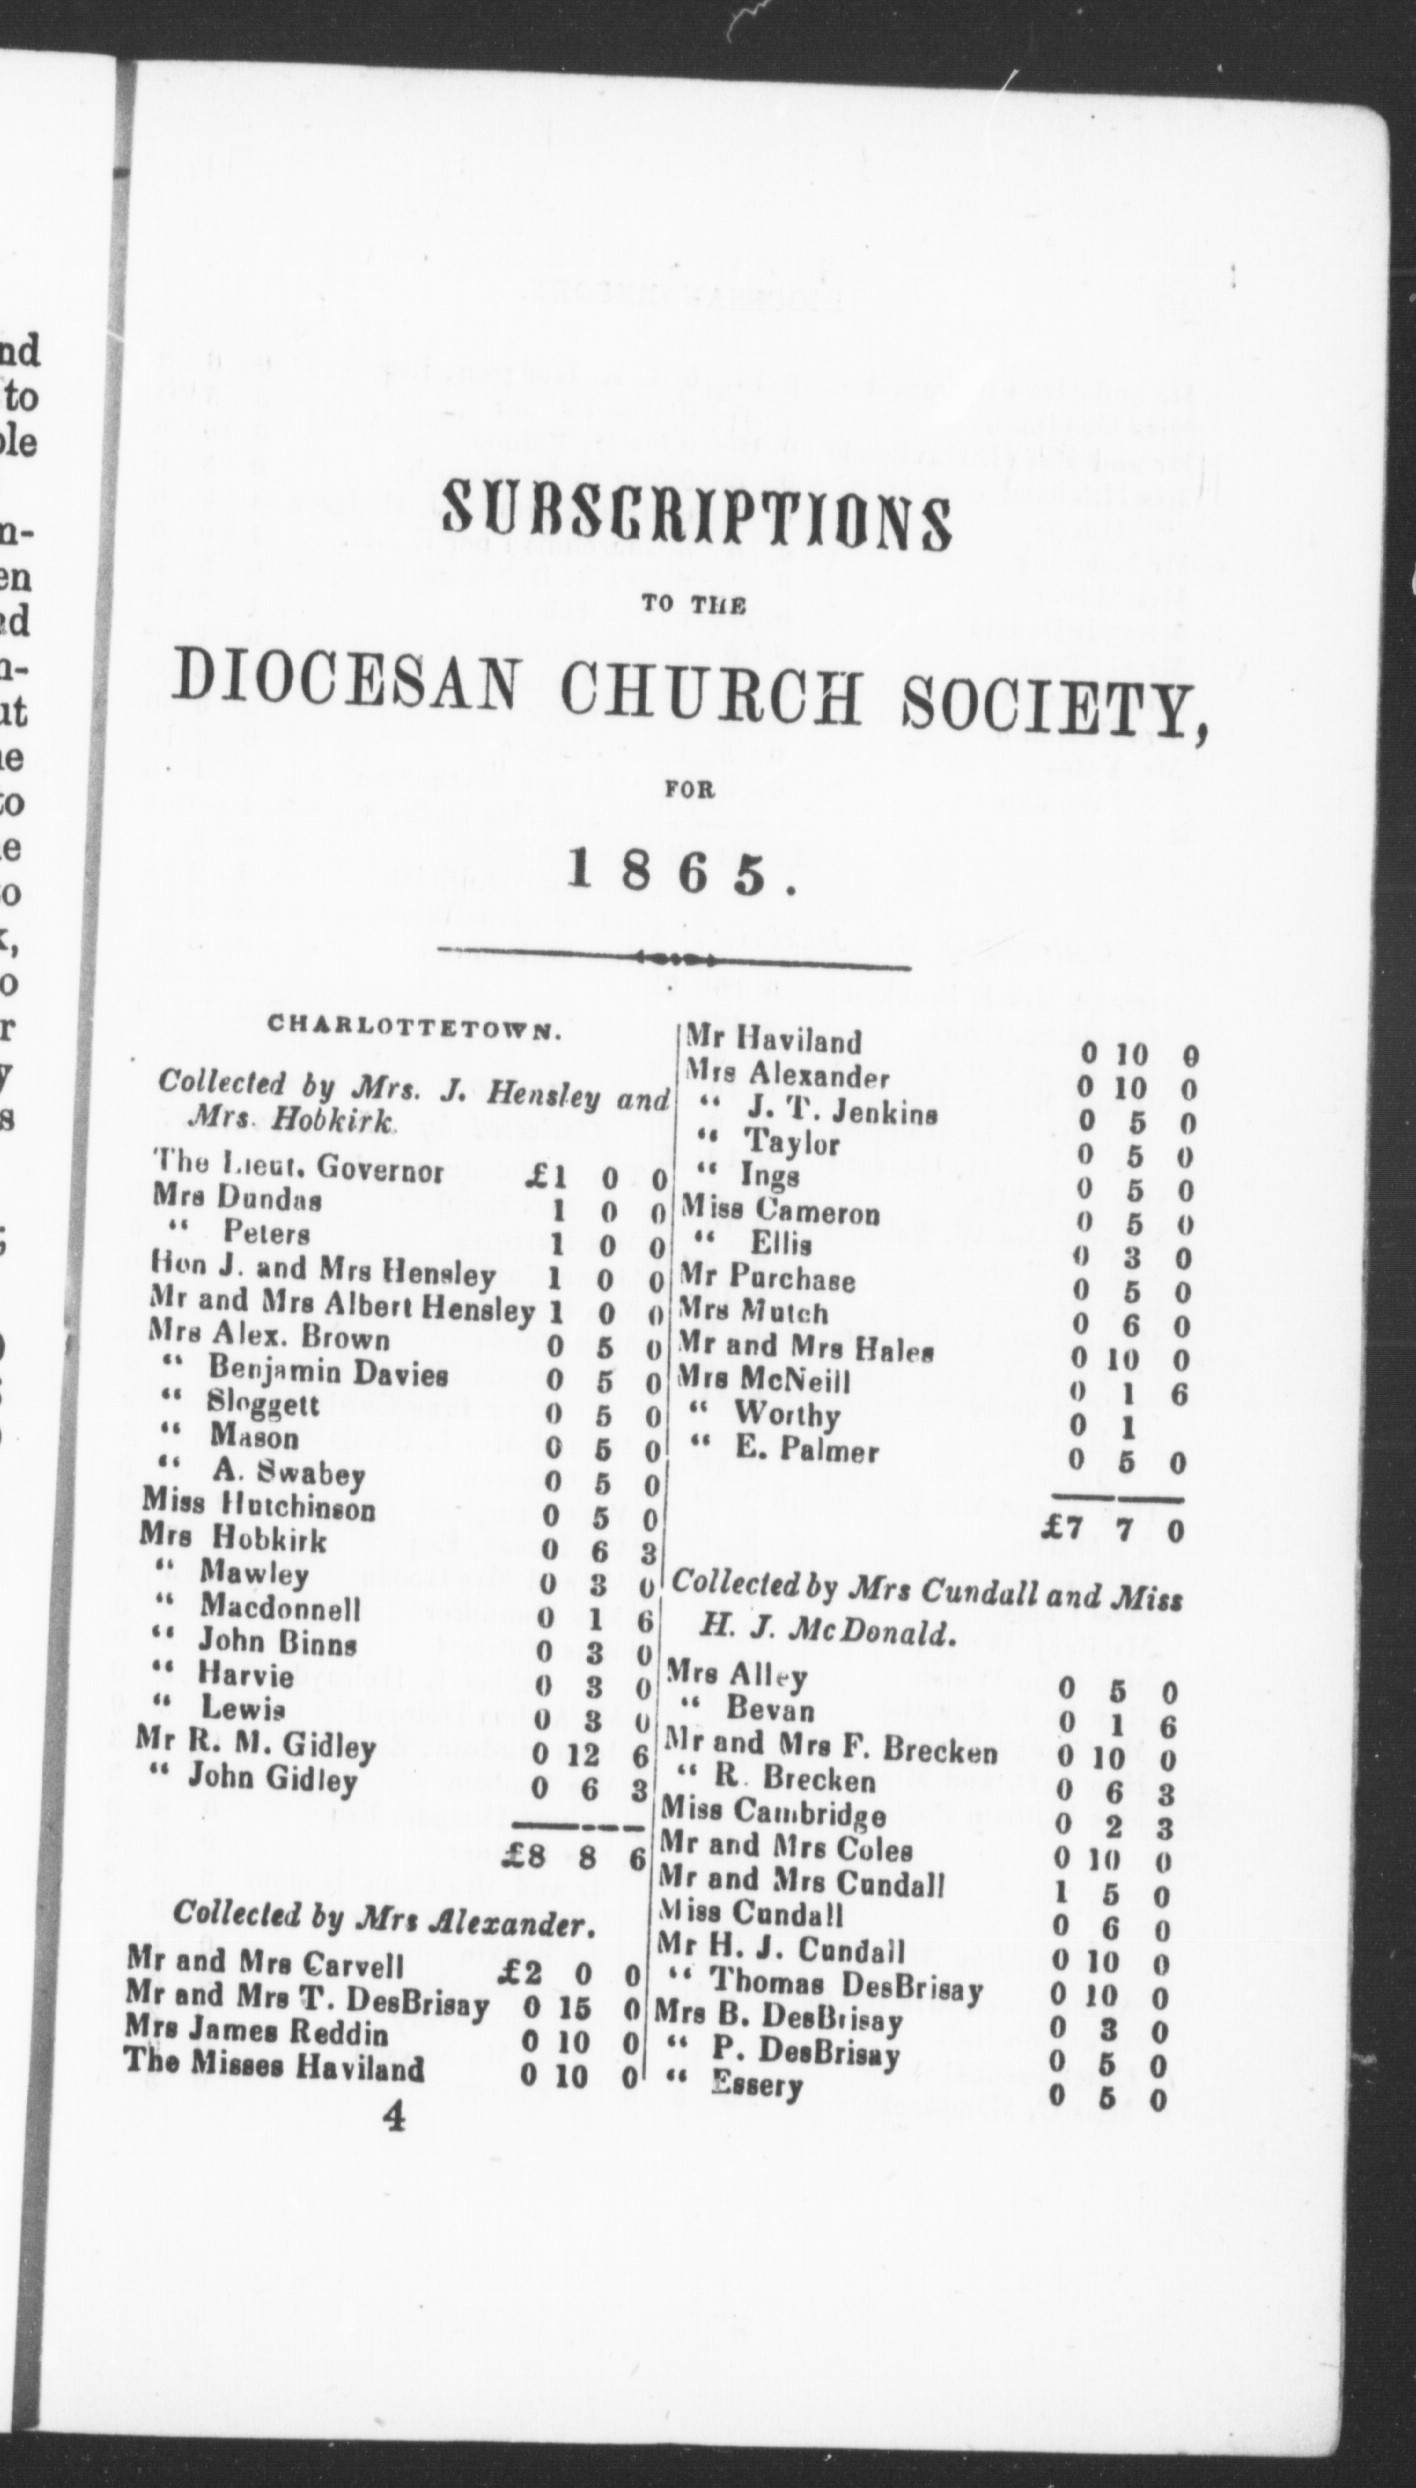 SUBSCRIPTIONS
TO THE
DIOCESAN CHURCH SOCIETY,
FOR
1865.
CHARLOTTETOWN.
Collected by Mrs. J. Hensley and
Mrs. Hobkirk.
The Lieut. Governor £1 0 0
Mrs Dundas 1 0 0
“ Peters 1 0 0
Hon J. and Mrs Hensley 1 0 0
Mr and Mrs Albert Hensley 1 0 0
Mrs Alex. Brown 0 5 0
“ Benjamin Davies 0 5 0
“ Sloggett 0 5 0
“ Mason 0 5 0
“ A. Swabey 0 5 0
Miss Hutchinson 0 5 0
Mrs Hobkirk 0 6 3
“ Mawley 0 3 0
“ Macdonnell 0 1 6
“ John Binns 0 3 0
“ Harvie 0 3 0
“ Lewis 0 3 0
Mr R. M. Gidley 0 12 6
“ John Gidley 0 6 3
£8 8 6
Collected by Mrs Alexander.
Mr and Mrs Carvell £2 0 0
Mr and Mrs T. DesBrisay 0 15 0
Mrs James Reddin 0 10 0
The Misses Haviland 0 10 0
4
Mr Haviland 0 10 0
Mrs Alexander 0 10 0
“ J. T. Jenkins 0 5 0
“ Taylor 0 5 0
“ Ings 0 5 0
Miss Cameron 0 5 0
“ Ellis 0 3 0
Mr Purchase 0 5 0
Mrs Mutch 0 6 0
Mr and Mrs Hales 0 10 0
Mrs McNeill 0 1 6
“ Worthy 0 1
“ E. Palmer 0 5 0
£7 7 0
Collected by Mrs Cundall and Miss
H. J. McDonald.
Mrs Alley 0 5 0
“ Bevan 0 1 6
Mr and Mrs F. Brecken 0 10 0
“ R. Brecken 0 6 3
Miss Cambridge 0 2 3
Mr and Mrs Coles 0 10 0
Mr and Mrs Cundall 1 5 0
Miss Cundall 0 6 0
Mr H. J. Cundall 0 10 0
“ Thomas DesBrisay 0 10 0
Mrs B. DesBrisay 0 3 0
“ P. DesBrisay 0 5 0
“ Essery 0 5 0